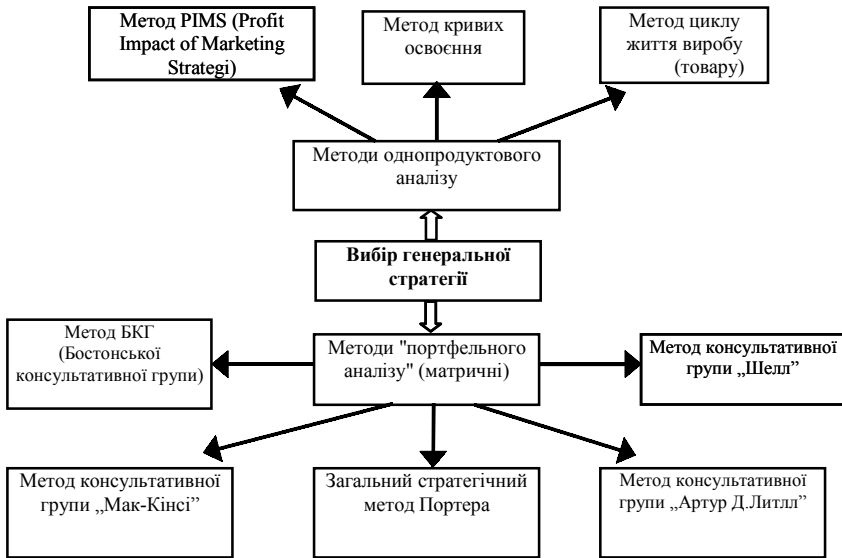 Метод PIMS (Profit
Impact of Marketing
Strategi)
Метод кривих
освоєння
Метод циклу
життя виробу
(товару)
Методи однопродуктового
аналізу
Вибір генеральної
стратегії
Метод БКГ
(Бостонської
консультативної групи)
Методи "портфельного
аналізу" (матричні)
Метод консультативної
групи „Шелл”
Метод консультативної
групи „Мак-Кінсі”
Загальний стратегічний
метод Портера
Метод консультативної
групи „Артур Д.Литлл”